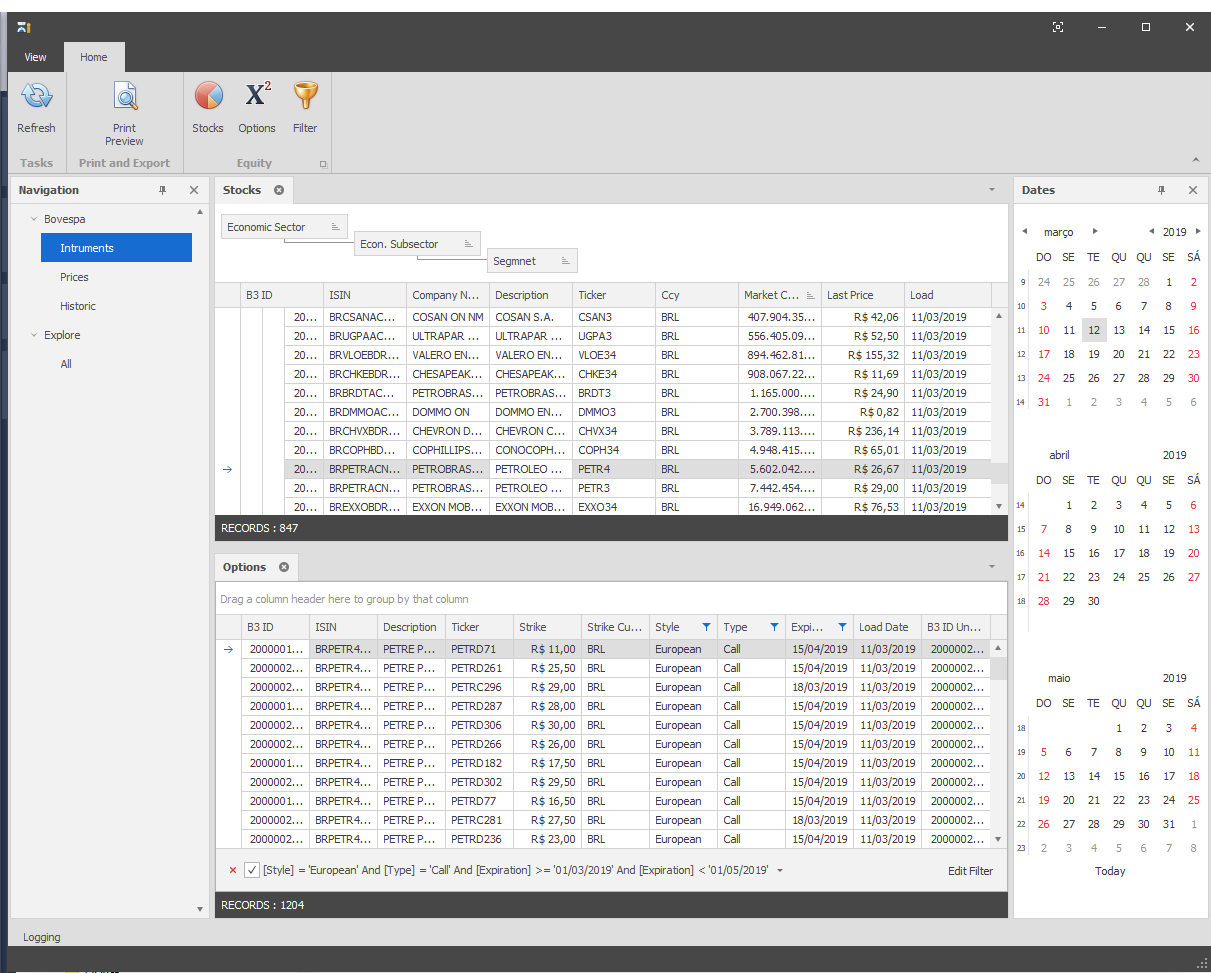 View Home
Refresh
Print Preview
Stocks Options Filter
Tasks Print and Export Equity
Navigation
Bovespa
Intruments
Prices
Historic
Explore
All
Stocks
Economic Sector
Econ. Subsector
Segmnet
B3 ID ISIN Company N... Description Ticker Ccy Market C... Last Price Load
20... BRCSANAC... COSAN ON NM COSAN S.A. CSAN3 BRL 407.904.35... R$ 42,06 11/03/2019
20... BRUGPAAC... ULTRAPAR ... ULTRAPAR ... UGPA3 BRL 556.405.09... R$ 52,50 11/03/2019
20... BRVLOEBDR... VALERO EN... VALERO EN... VLOE34 BRL 894.462.81... R$ 155,32 11/03/2019
20... BRCHKEBDR... CHESAPEAK... CHESAPEAK... CHKE34 BRL 908.067.22... R$ 11,69 11/03/2019
20... BRBRDTAC... PETROBRAS... PETROBRAS... BRDT3 BRL 1.165.000.... R$ 24,90 11/03/2019
20... BRDMMOAC... DOMMO ON DOMMO EN... DMMO3 BRL 2.700.398.... R$ 0,82 11/03/2019
20... BRCHVXBDR... CHEVRON D... CHEVRON C... CHVX34 BRL 3.789.113.... R$ 236,14 11/03/2019
20... BRCOPHBD... COPHILLIPS... CONOCOPH... COPH34 BRL 4.948.415.... R$ 65,01 11/03/2019
20... BRPETRACN... PETROBRAS... PETROLEO ... PETR4 BRL 5.602.042.... R$ 26,67 11/03/2019
20... BRPETRACN... PETROBRAS... PETROLEO ... PETR3 BRL 7.442.454.... R$ 29,00 11/03/2019
20... BREXXOBDR... EXXON MOB... EXXON MOB... EXXO34 BRL 16.949.062... R$ 76,53 11/03/2019
RECORDS : 847
Options
Drag a column header here to group by that column
B3 ID ISIN Description Ticker Strike Strike Cu... Style Type Expi... Load Date B3 ID Un...
2000001... BRPETR4... PETRE P... PETRD71 R$ 11,00 BRL European Call 15/04/2019 11/03/2019 2000002...
2000002... BRPETR4... PETRE P... PETRD261 R$ 25,50 BRL European Call 15/04/2019 11/03/2019 2000002...
2000002... BRPETR4... PETRE P... PETRC296 R$ 29,00 BRL European Call 18/03/2019 11/03/2019 2000002...
2000001... BRPETR4... PETRE P... PETRD287 R$ 28,00 BRL European Call 15/04/2019 11/03/2019 2000002...
2000002... BRPETR4... PETRE P... PETRD306 R$ 30,00 BRL European Call 15/04/2019 11/03/2019 2000002...
2000002... BRPETR4... PETRE P... PETRD266 R$ 26,00 BRL European Call 15/04/2019 11/03/2019 2000002...
2000001... BRPETR4... PETRE P... PETRD182 R$ 17,50 BRL European Call 15/04/2019 11/03/2019 2000002...
2000002... BRPETR4... PETRE P... PETRD302 R$ 29,50 BRL European Call 15/04/2019 11/03/2019 2000002...
2000001... BRPETR4... PETRE P... PETRD77 R$ 16,50 BRL European Call 15/04/2019 11/03/2019 2000002...
2000002... BRPETR4... PETRE P... PETRC281 R$ 27,50 BRL European Call 18/03/2019 11/03/2019 2000002...
2000002... BRPETR4... PETRE P... PETRD236 R$ 23,00 BRL European Call 15/04/2019 11/03/2019 2000002...
[Style] = 'European' And [Type] = 'Call' And [Expiration] >= '01/03/2019' And [Expiration] < '01/05/2019' Edit Filter
RECORDS : 1204
Dates
março 2019
DO SE TE QU QU SE SÁ
9 24 25 26 27 28 1 2
10 3 4 5 6 7 8 9
11 10 11 12 13 14 15 16
12 17 18 19 20 21 22 23
13 24 25 26 27 28 29 30
14 31 1 2 3 4 5 6
abril 2019
DO SE TE QU QU SE SÁ
14 1 2 3 4 5 6
15 7 8 9 10 11 12 13
16 14 15 16 17 18 19 20
17 21 22 23 24 25 26 27
18 28 29 30
maio 2019
DO SE TE QU QU SE SÁ
18 1 2 3 4
19 5 6 7 8 9 10 11
20 12 13 14 15 16 17 18
21 19 20 21 22 23 24 25
22 26 27 28 29 30 31 1
23 2 3 4 5 6 7 8
Today
Logging